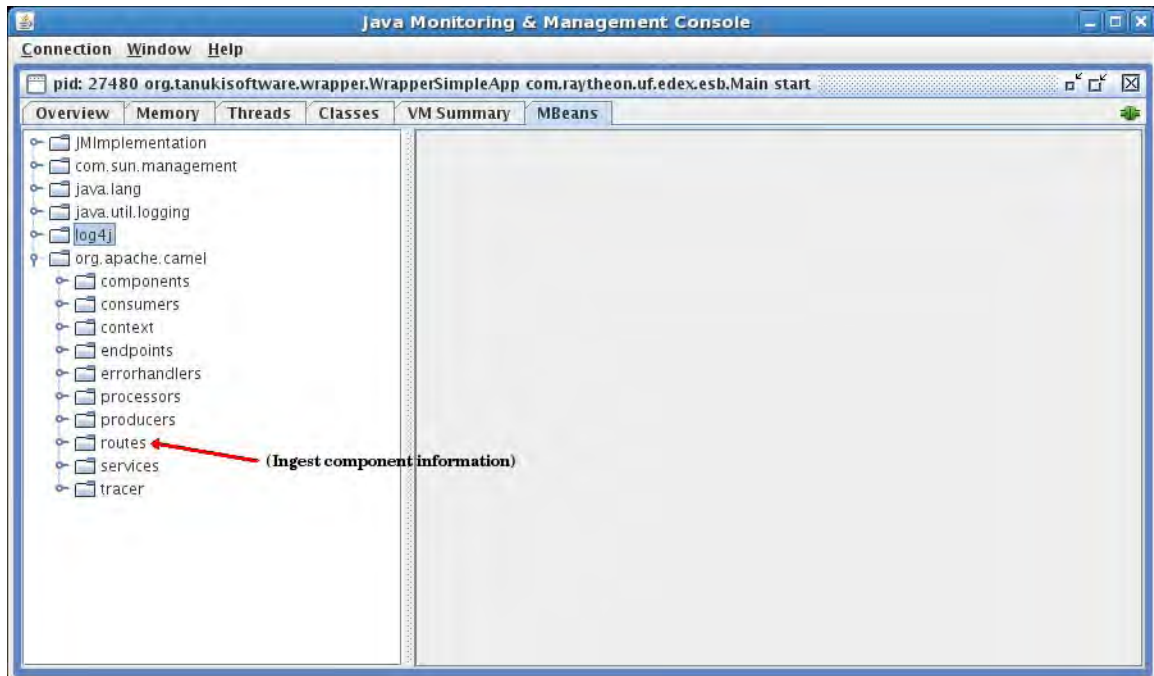 Java Monitoring & Management Console
Connection Window Help
pid: 27480 org.tanukisoftware.wrapper.WrapperSimpleApp com.raytheon.uf.edex.esb.Main start
Overview Memory Threads Classes VM Summary MBeans
JMImplementation
com.sun.management
java.lang
java.util.logging
log4j
org.apache.camel
components
consumers
context
endpoints
errorhandlers
processors
producers
routes
(Ingest component information)
services
tracer